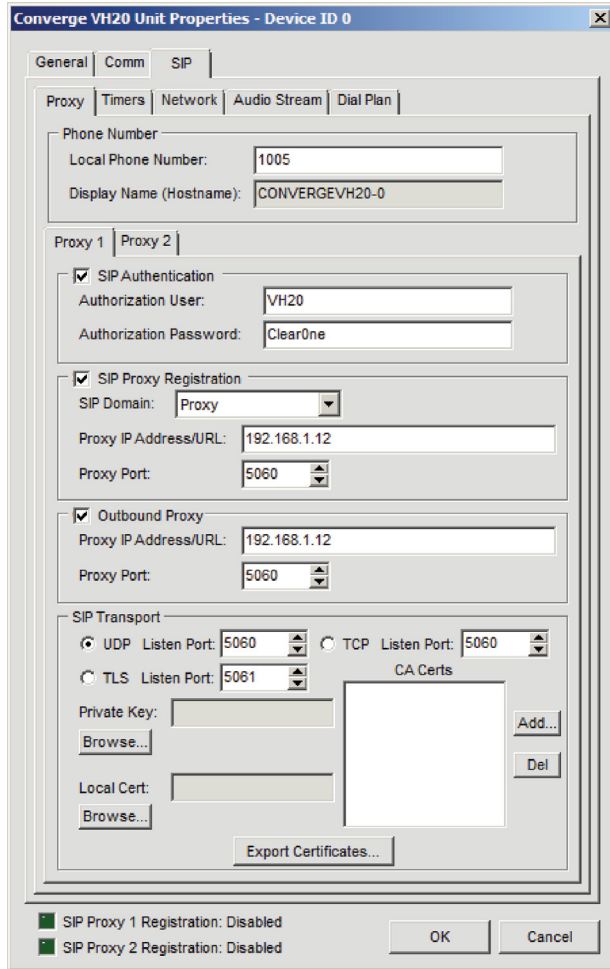 Converge VH20 Unit Properties - Device ID 0
General Comm SIP
Proxy Timers Network Audio Stream Dial Plan
Phone Number
Local Phone Number: 1005
Display Name (Hostname): CONVERGEVH20-0
Proxy 1 Proxy 2
SIP Authentication
Authorization User: VH20
Authorization Password: Clear0ne
SIP Proxy Registration
SIP Domain: Proxy
Proxy IP Address/URL: 192.168.1.12
Proxy Port: 5060
Outbound Proxy
Proxy IP Address/URL: 192.168.1.12
Proxy Port: 5060
SIP Transport
UDP Listen Port: 5060 TCP Listen Port: 5060
TLS Listen Port: 5061 CA Certs
Private Key:
Add...
Browse...
Del
Local Cert:
Browse...
Export Certificates...
SIP Proxy 1 Registration: Disabled
SIP Proxy 2 Registration: Disabled
OK Cancel